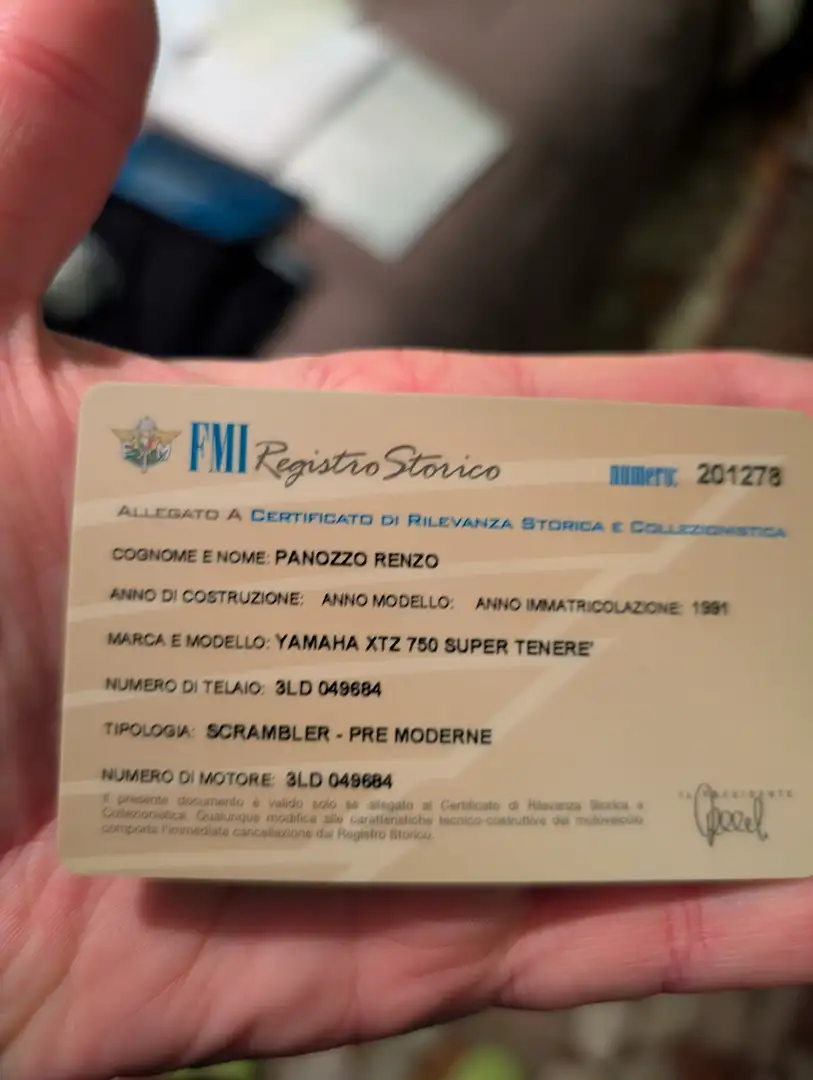 FMI Registro Storico numero: 201278
ALLEGATO A CERTIFICATO DI RILEVANZA STORICA E COLLEZIONISTICA
COGNOME E NOME: PANOZZO RENZO
ANNO DI COSTRUZIONE: ANNO MODELLO: ANNO IMMATRICOLAZIONE: 1991
MARCA E MODELLO: YAMAHA XTZ 750 SUPER TENERE'
NUMERO DI TELAIO: 3LD 049684
TIPOLOGIA: SCRAMBLER - PRE MODERNE
NUMERO DI MOTORE: 3LD 049684
Il presente documento è valido solo se allegato al Certificato di Rilevanza Storica e
Collezionistica. Qualunque modifica alle caratteristiche tecnico-costruttive del motoveicolo
comporta l'immediata cancellazione dal Registro Storico.
IL PRESIDENTE